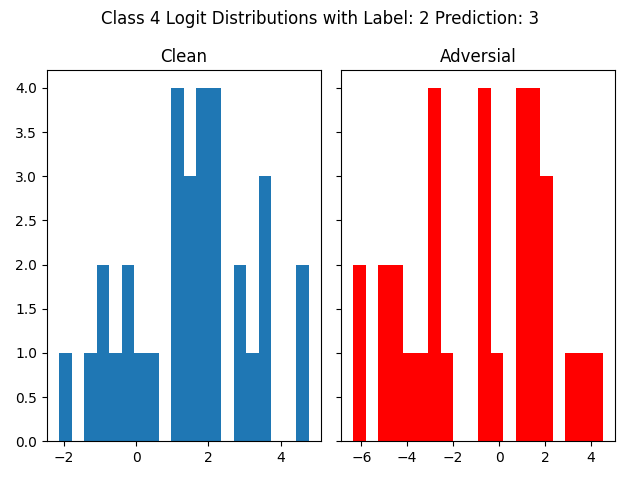 Class 4 Logit Distributions with Label: 2 Prediction: 3
Clean
Adversial
4.0
3.5
3.0
2.5
2.0
1.5
1.0
0.5
0.0
−2 0 2 4
−6 −4 −2 0 2 4